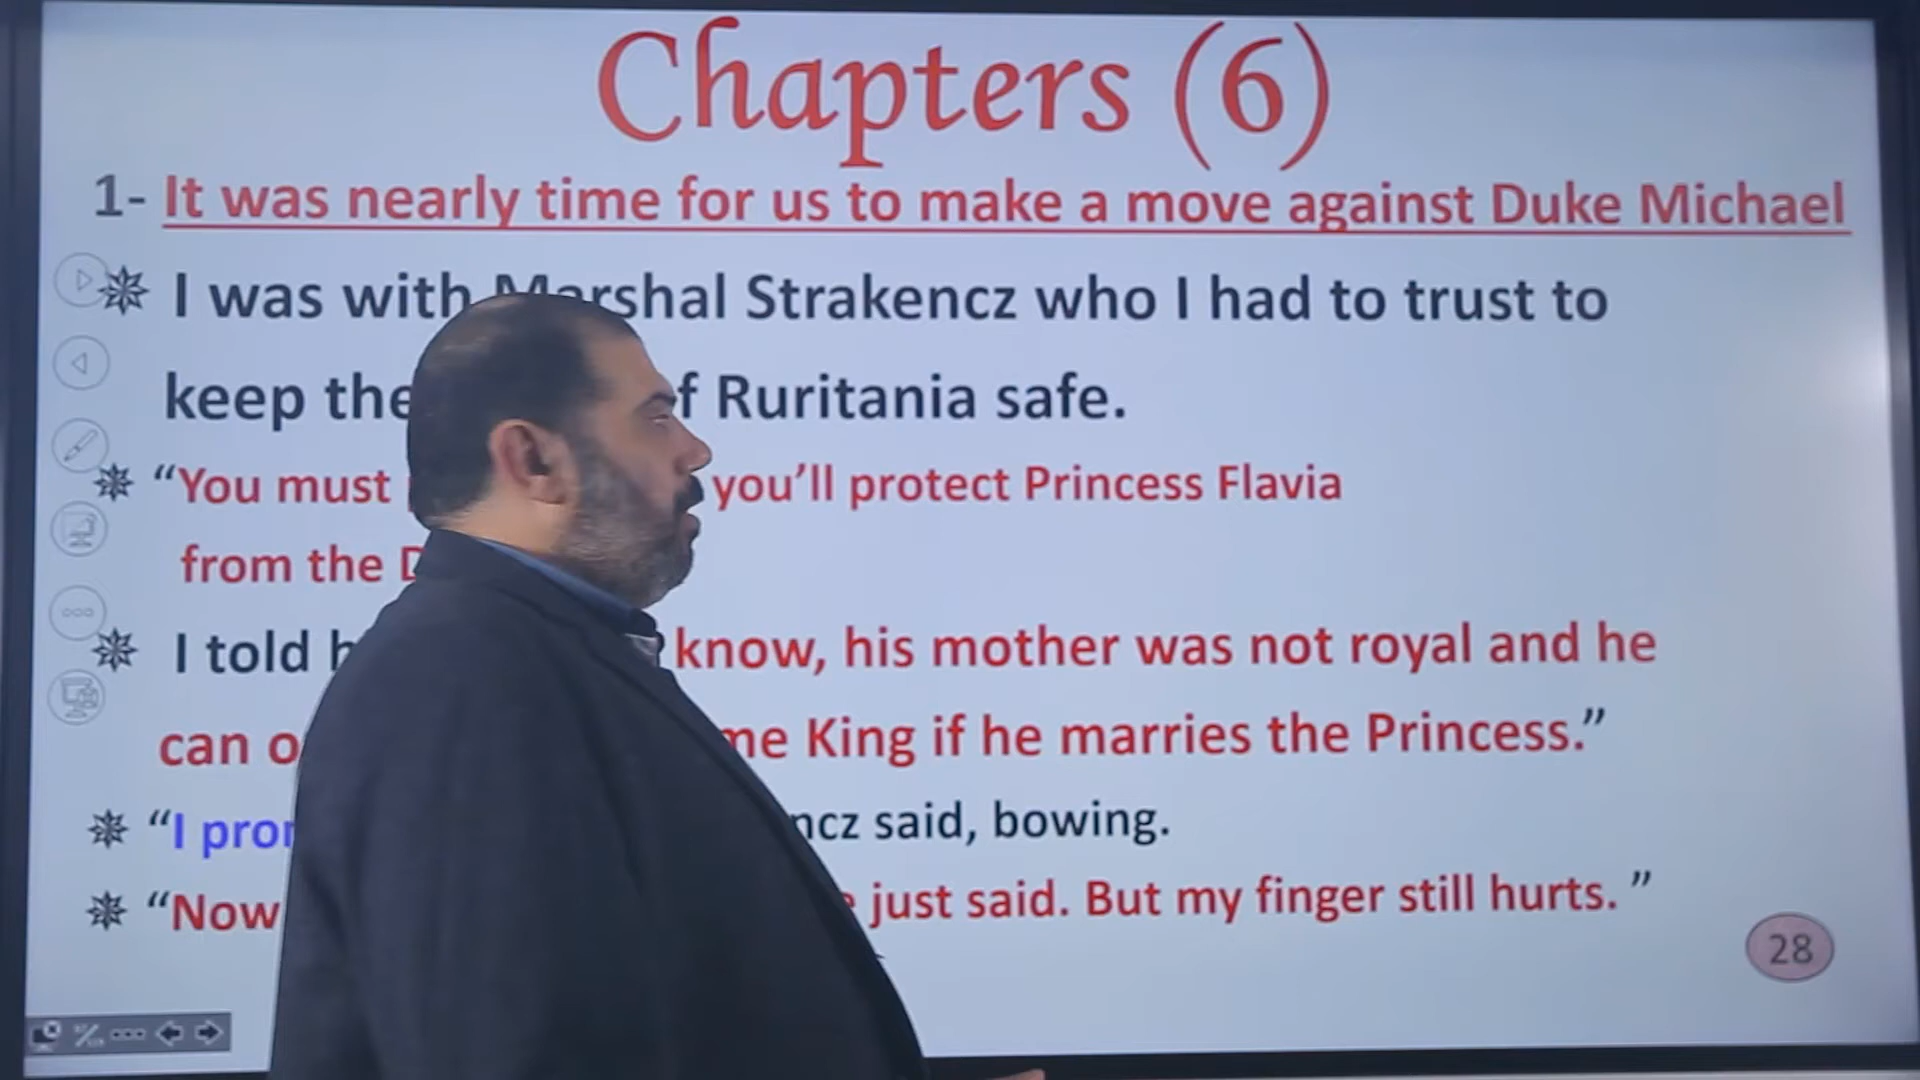 Chapters (6)
1- It was nearly time for us to make a move against Duke Michael
I was with Marshal Strakencz who I had to trust to
keep the Ruritania safe.
“You must you’ll protect Princess Flavia
from the
I told know, his mother was not royal and he
can King if he marries the Princess.”
“I said, bowing.
“Now just said. But my finger still hurts. ”
28